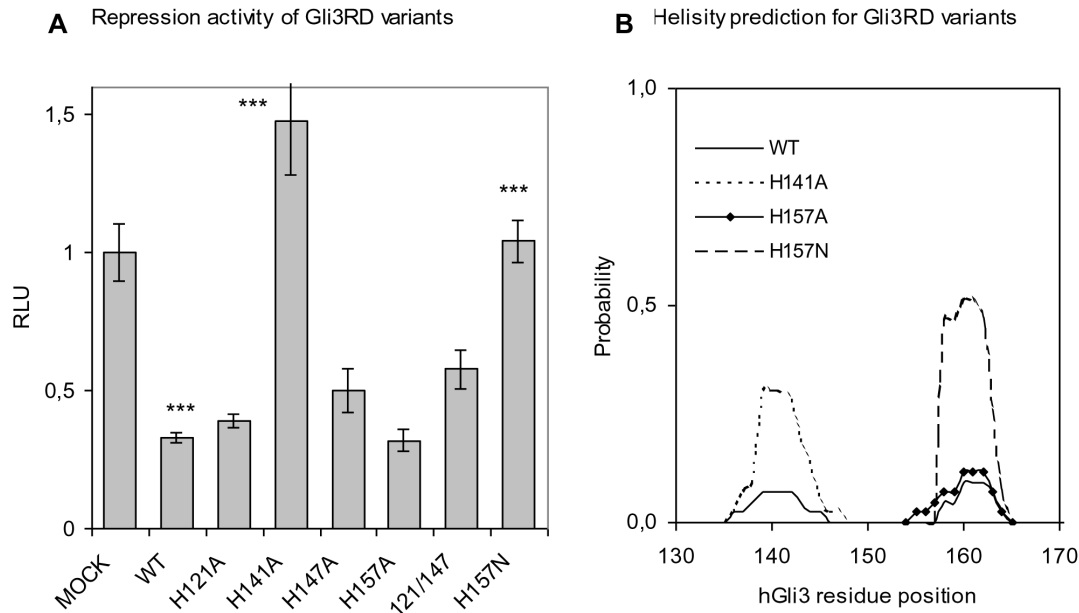 A Repression activity of Gli3RD variants
RLU
1,5
1
0,5
0
***
***
***
MOCK
WT
H121A
H141A
H147A
H157A
121/147
H157N
B Helisity prediction for Gli3RD variants
Probability
1,0
0,5
0,0
WT
H141A
H157A
H157N
130 140 150 160 170
hGli3 residue position